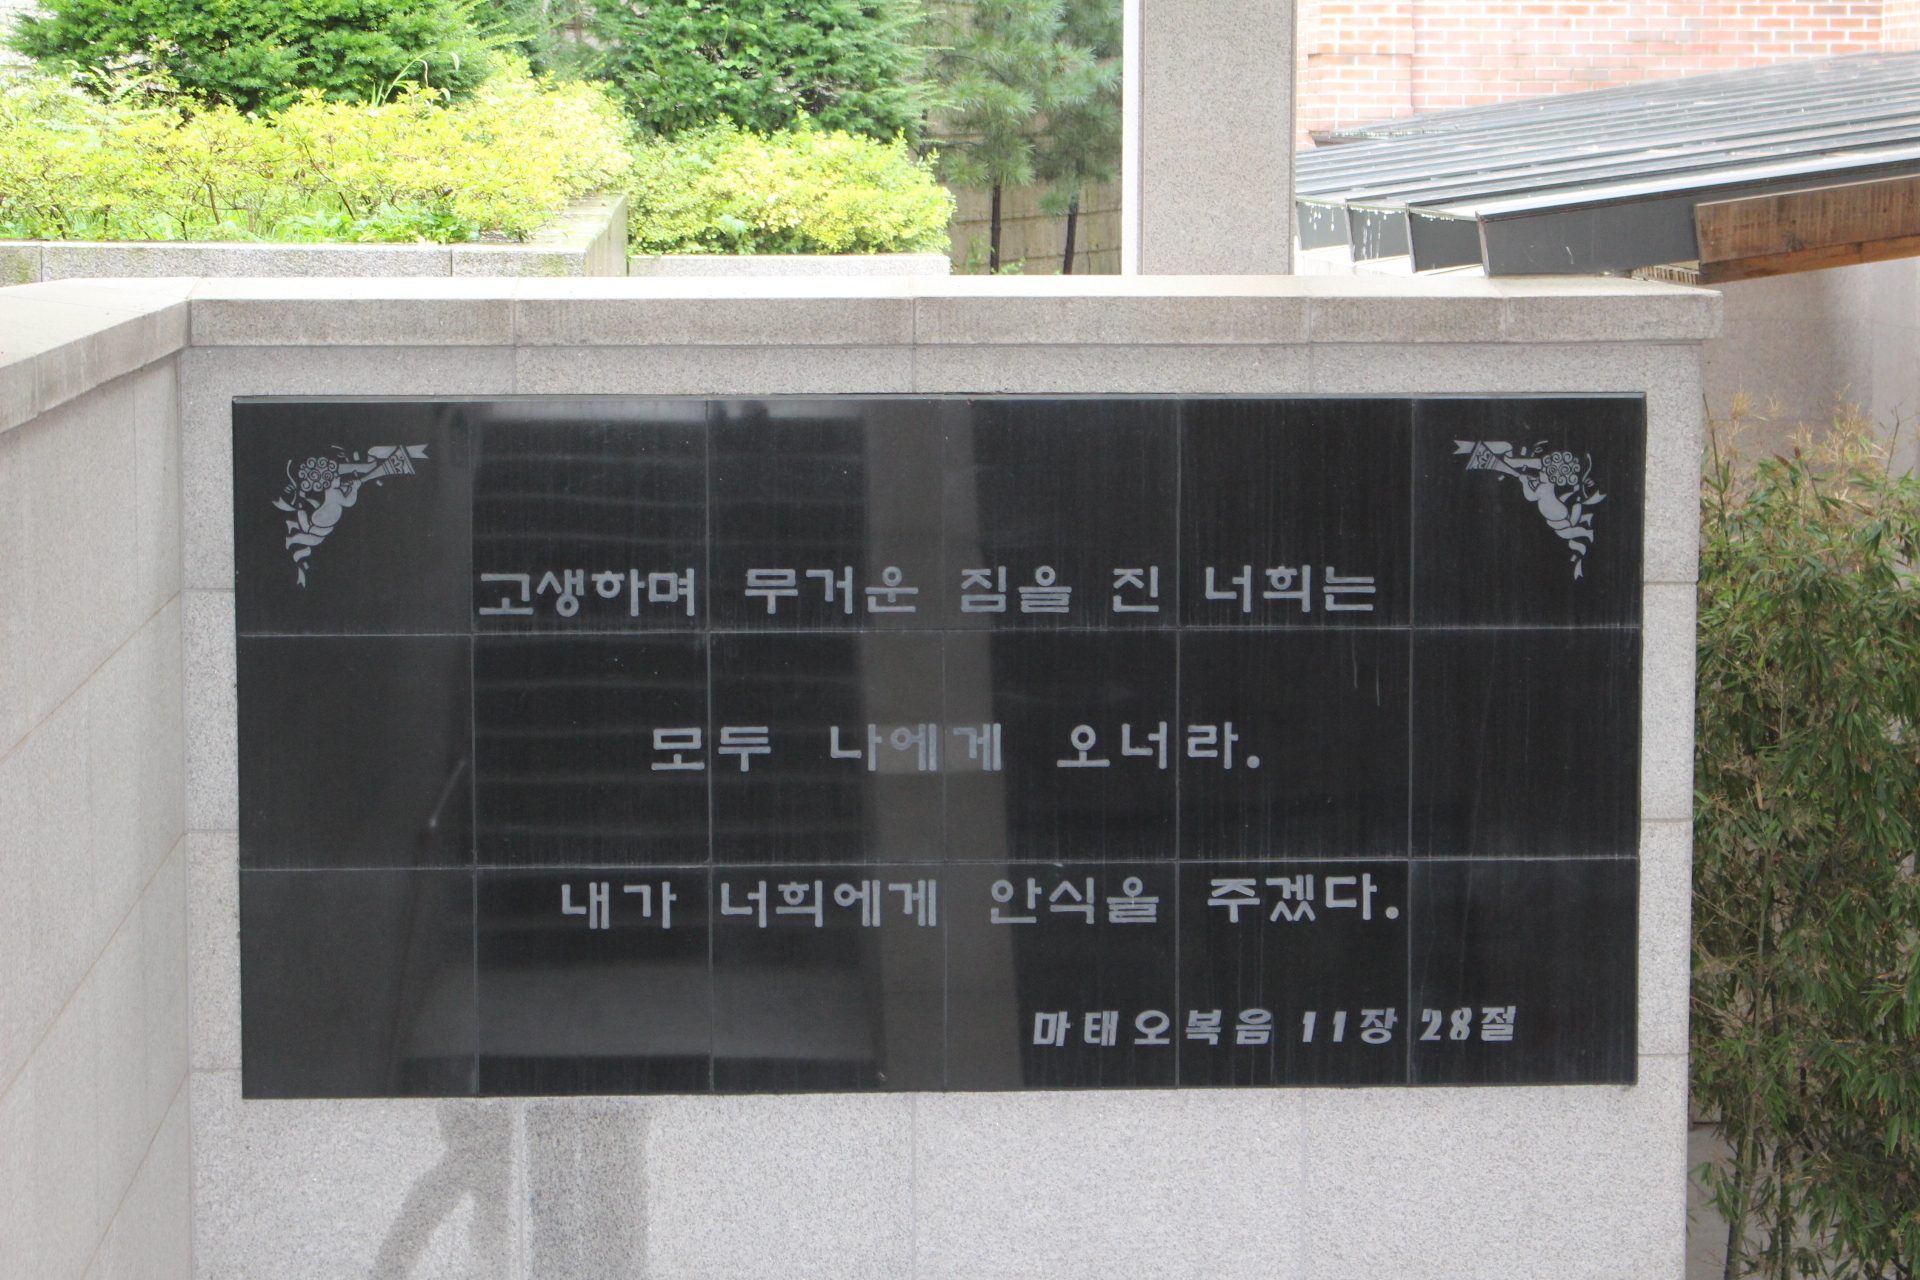 고생하며 무거운 짐을 진 너희는
모두 나에게 오너라.
내가 너희에게 안식을 주겠다.
마태오복음 11장 28절